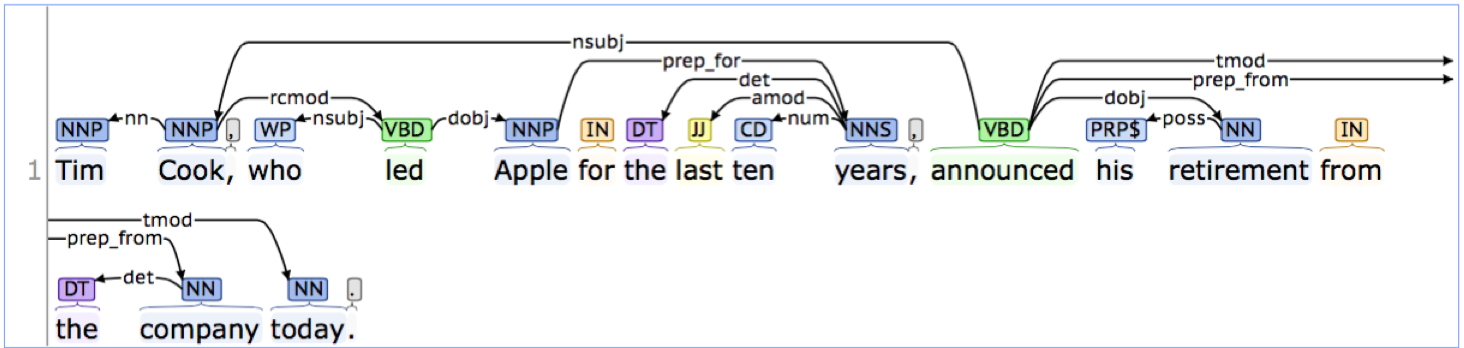 nsubj
prep_for tmod
det prep_from
rcmod amod dobj
nn nsubj dobj num poss
NNP NNP , WP VBD NNP IN DT JJ CD NNS , VBD PRP$ NN IN
1 Tim Cook, who led Apple for the last ten years, announced his retirement from
tmod
prep_from
det
DT NN NN .
the company today.